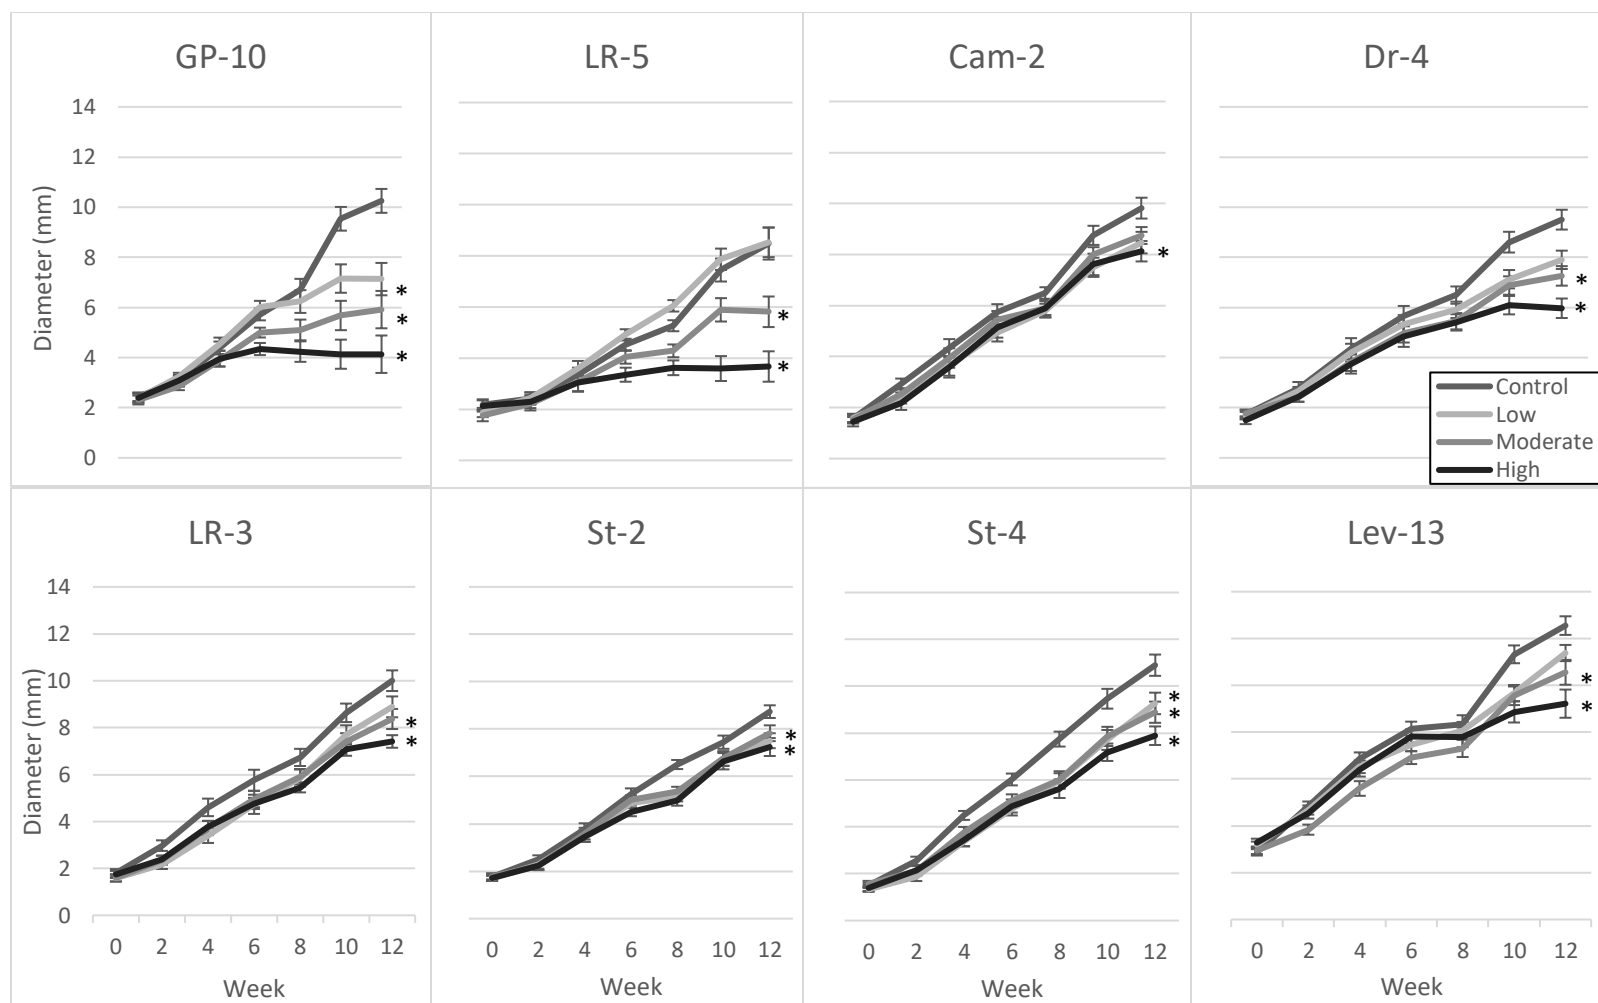 GP-10
LR-5
Cam-2
Dr-4
Diameter (mm)
14
12
10
8
6
4
2
0
*
*
*
*
*
*
*
*
Control
Low
Moderate
High
LR-3
St-2
St-4
Lev-13
Diameter (mm)
14
12
10
8
6
4
2
0
*
*
*
*
*
*
*
*
*
0 2 4 6 8 10 12
0 2 4 6 8 10 12
0 2 4 6 8 10 12
0 2 4 6 8 10 12
Week
Week
Week
Week